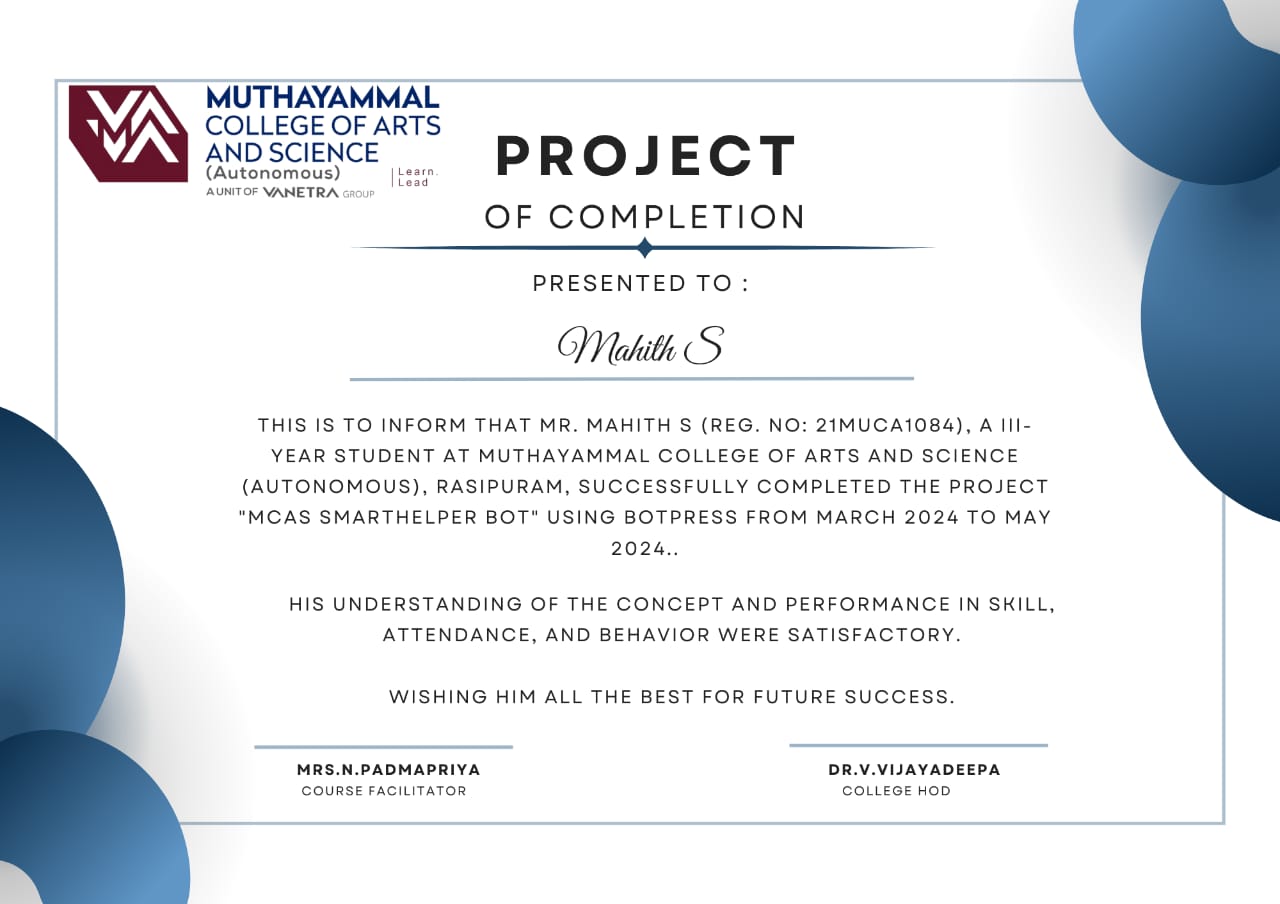 MUTHAYAMMAL
COLLEGE OF ARTS
AND SCIENCE
(Autonomous)
A UNIT OF VANETRA GROUP
Learn.
Lead
PROJECT
OF COMPLETION
PRESENTED TO :
Mahith S
THIS IS TO INFORM THAT MR. MAHITH S (REG. NO: 21MUCA1084), A III-
YEAR STUDENT AT MUTHAYAMMAL COLLEGE OF ARTS AND SCIENCE
(AUTONOMOUS), RASIPURAM, SUCCESSFULLY COMPLETED THE PROJECT
"MCAS SMARTHELPER BOT" USING BOTPRESS FROM MARCH 2024 TO MAY
2024..
HIS UNDERSTANDING OF THE CONCEPT AND PERFORMANCE IN SKILL,
ATTENDANCE, AND BEHAVIOR WERE SATISFACTORY.
WISHING HIM ALL THE BEST FOR FUTURE SUCCESS.
MRS.N.PADMAPRIYA
COURSE FACILITATOR
DR.V.VIJAYADEEPA
COLLEGE HOD